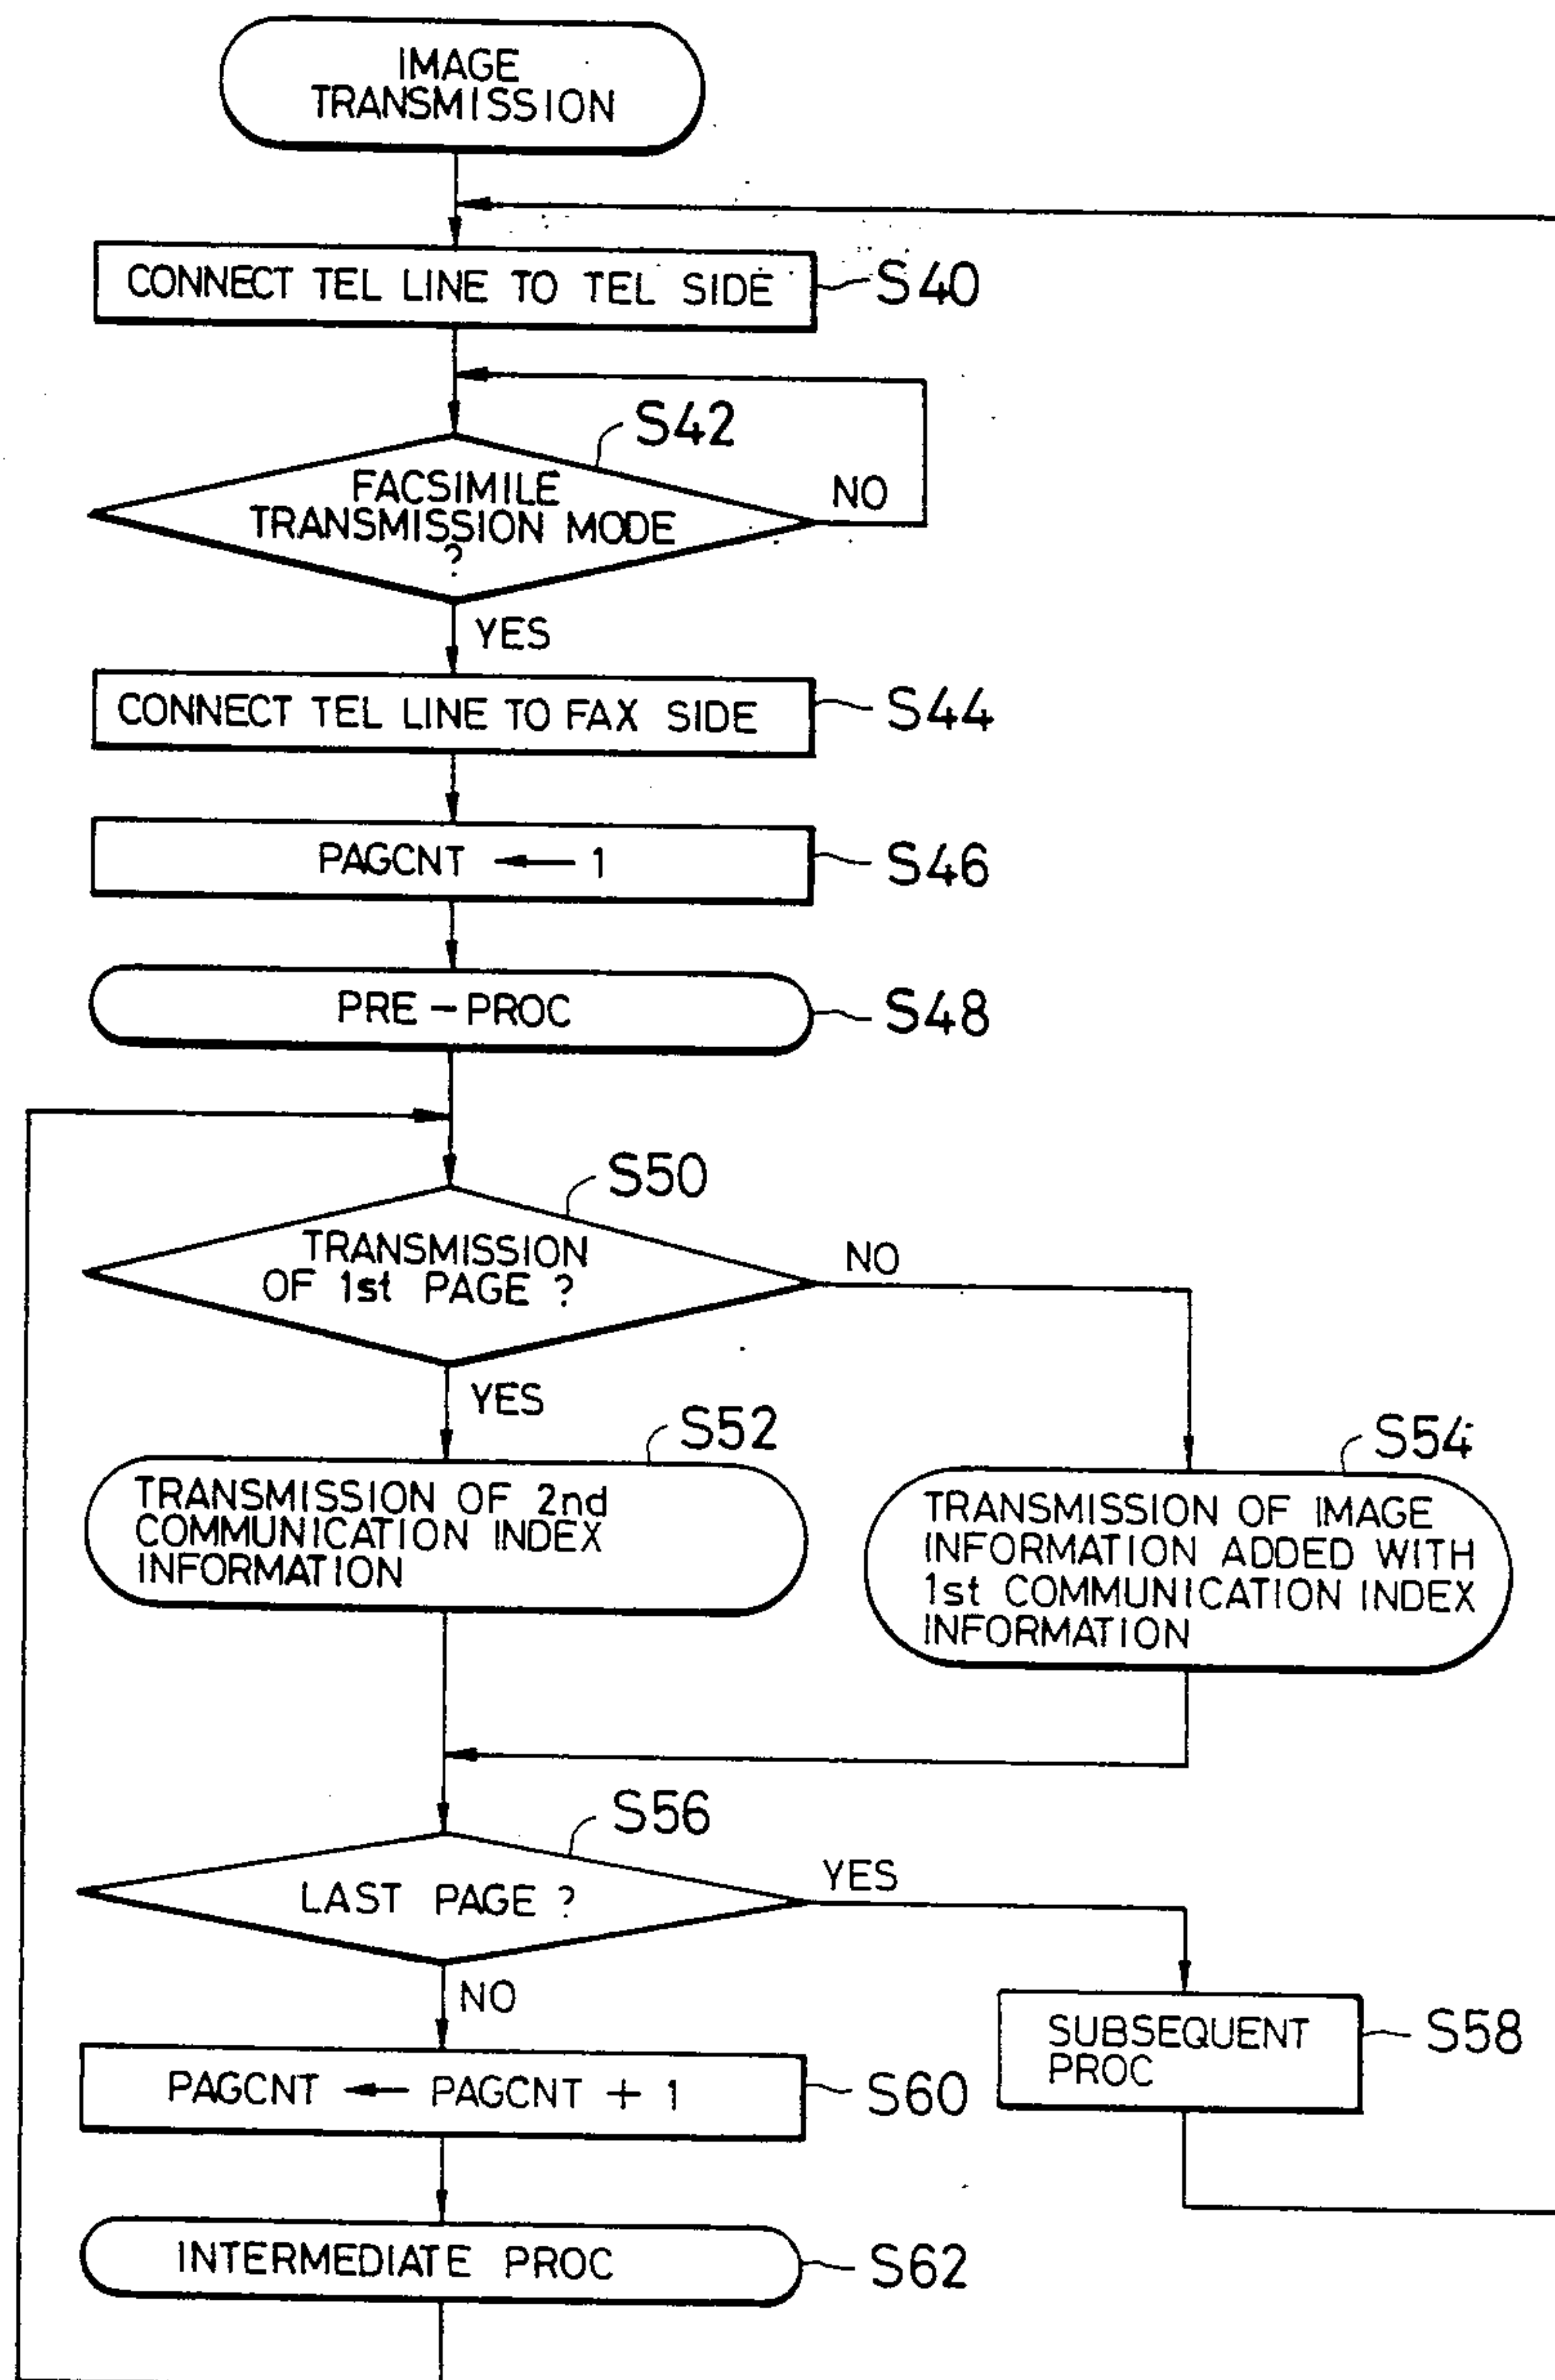 IMAGE
TRANSMISSION
CONNECT TEL LINE TO TEL SIDE
S40
S42
FACSIMILE
TRANSMISSION MODE
?
NO
YES
CONNECT TEL LINE TO FAX SIDE
S44
PAGCNT ← 1
S46
PRE-PROC
S48
S50
TRANSMISSION
OF 1st PAGE ?
NO
YES
S52
TRANSMISSION OF 2nd
COMMUNICATION INDEX
INFORMATION
S54
TRANSMISSION OF IMAGE
INFORMATION ADDED WITH
1st COMMUNICATION INDEX
INFORMATION
S56
LAST PAGE ?
YES
NO
SUBSEQUENT
PROC
S58
PAGCNT ← PAGCNT + 1
S60
INTERMEDIATE PROC
S62